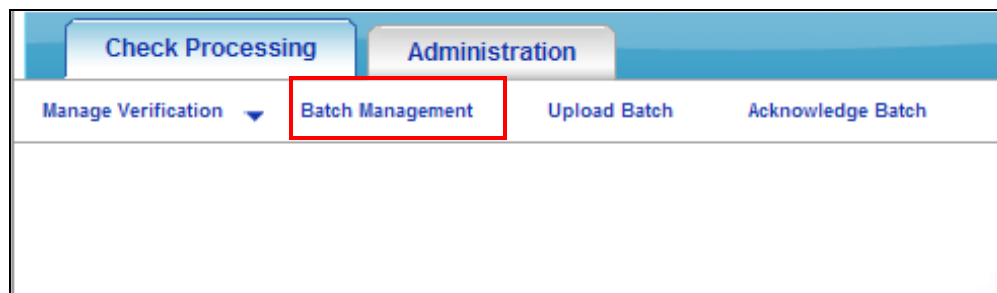 Check Processing Administration
Manage Verification Batch Management Upload Batch Acknowledge Batch